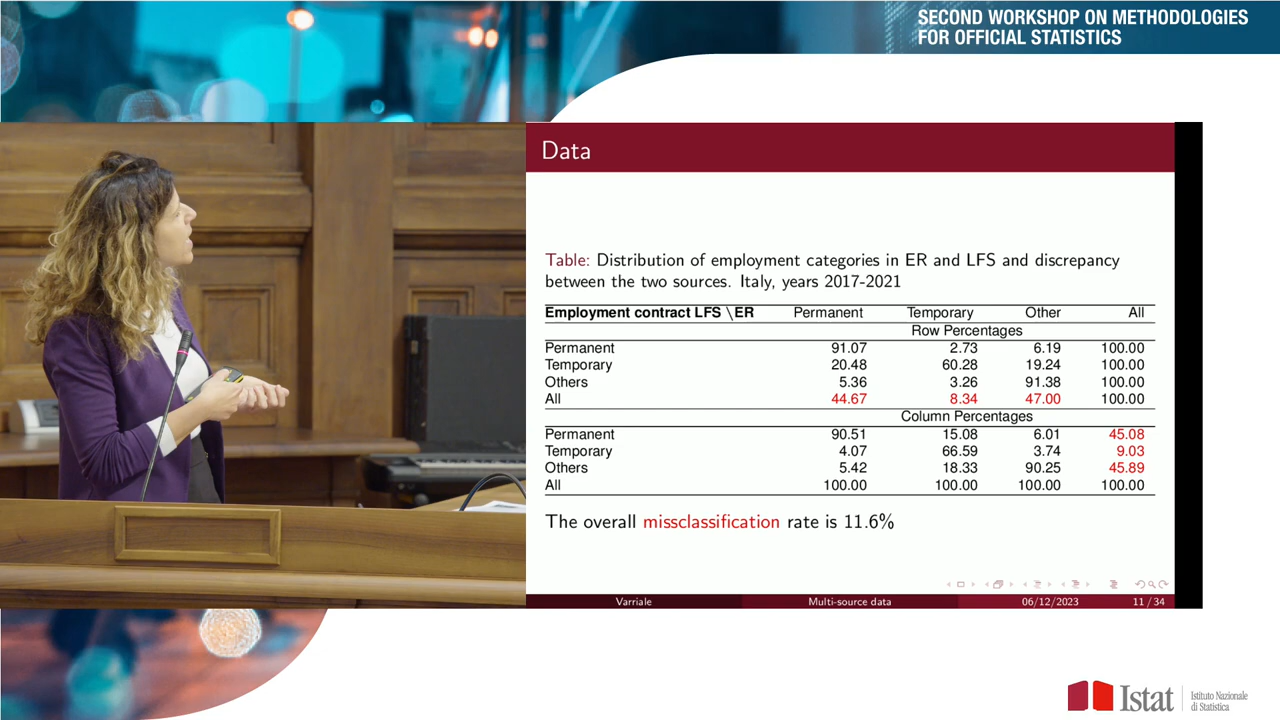 SECOND WORKSHOP ON METHODOLOGIES
FOR OFFICIAL STATISTICS
Data
Table: Distribution of employment categories in ER and LFS and discrepancy
between the two sources. Italy, years 2017-2021
Employment contract LFS \ER Permanent Temporary Other All
Row Percentages
Permanent 91.07 2.73 6.19 100.00
Temporary 20.48 60.28 19.24 100.00
Others 5.36 3.26 91.38 100.00
All 44.67 8.34 47.00 100.00
Column Percentages
Permanent 90.51 15.08 6.01 45.08
Temporary 4.07 66.59 3.74 9.03
Others 5.42 18.33 90.25 45.89
All 100.00 100.00 100.00 100.00
The overall missclassification rate is 11.6%
Varriale Multi-source data 06/12/2023 11 / 34
Istat Istituto Nazionale
di Statistica